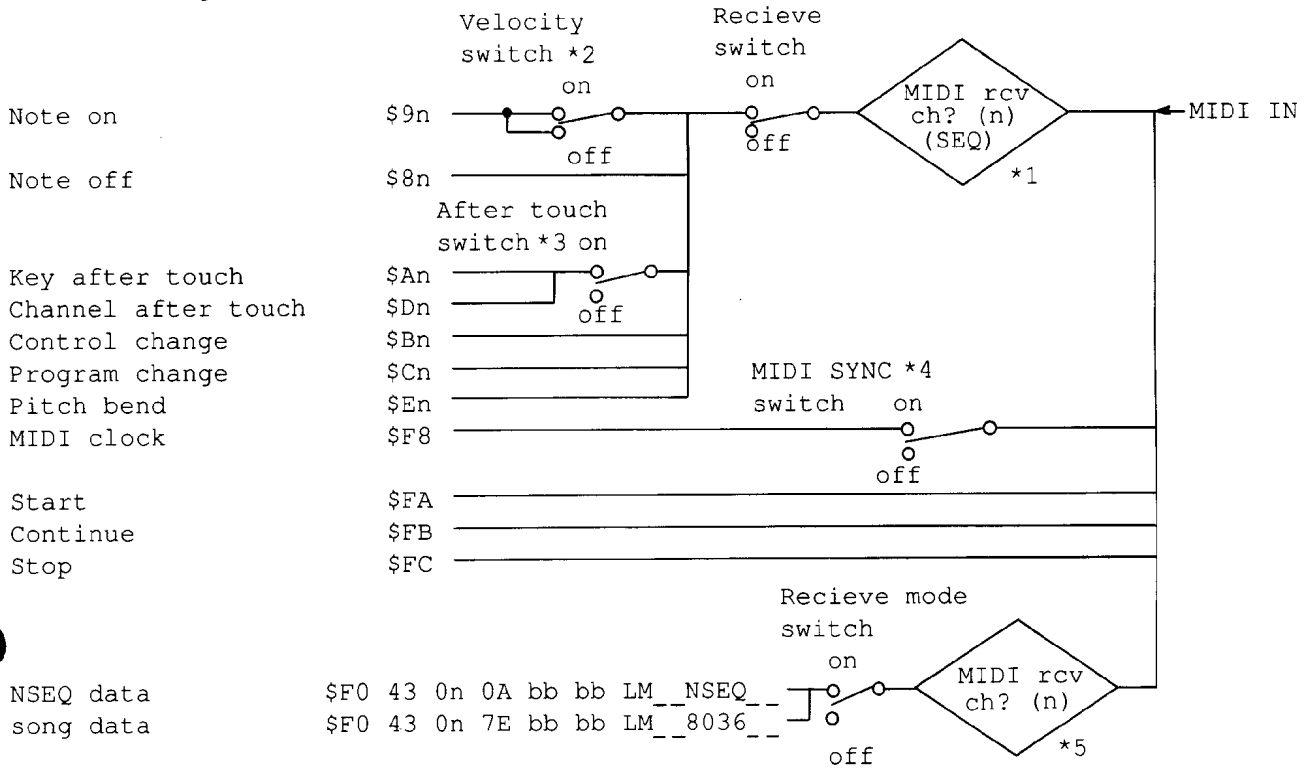 Velocity
switch *2
Recieve
switch
on
on
MIDI rcv
ch? (n)
(SEQ)
*1
MIDI IN
Note on $9n
off
off
Note off $8n
After touch
switch *3 on
Key after touch $An
Channel after touch $Dn
off
Control change $Bn
Program change $Cn
MIDI SYNC *4
switch on
Pitch bend $En
MIDI clock $F8
off
Start $FA
Continue $FB
Stop $FC
Recieve mode
switch
on
MIDI rcv
ch? (n)
*5
NSEQ data $F0 43 0n 0A bb bb LM__NSEQ__
song data $F0 43 0n 7E bb bb LM__8036__
off